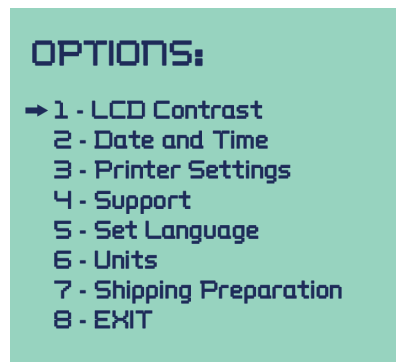 OPTIONS:
➔ 1 - LCD Contrast
2 - Date and Time
3 - Printer Settings
4 - Support
5 - Set Language
6 - Units
7 - Shipping Preparation
8 - EXIT